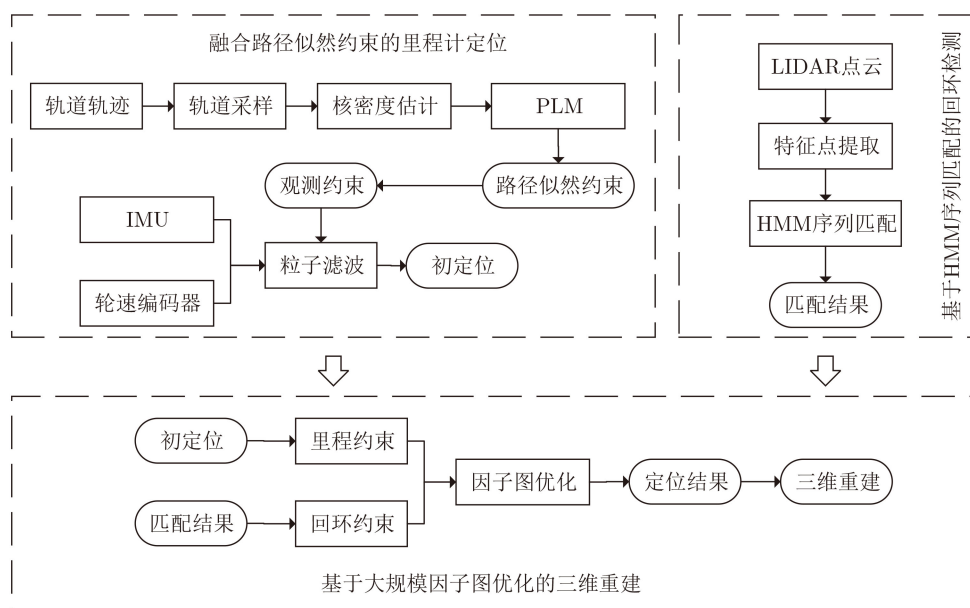 融合路径似然约束的里程计定位
轨道轨迹
轨道采样
核密度估计
PLM
观测约束
路径似然约束
IMU
粒子滤波
初定位
轮速编码器
LIDAR点云
特征点提取
HMM序列匹配
匹配结果
基于HMM序列匹配的回环检测
初定位
里程约束
因子图优化
定位结果
三维重建
匹配结果
回环约束
基于大规模因子图优化的三维重建